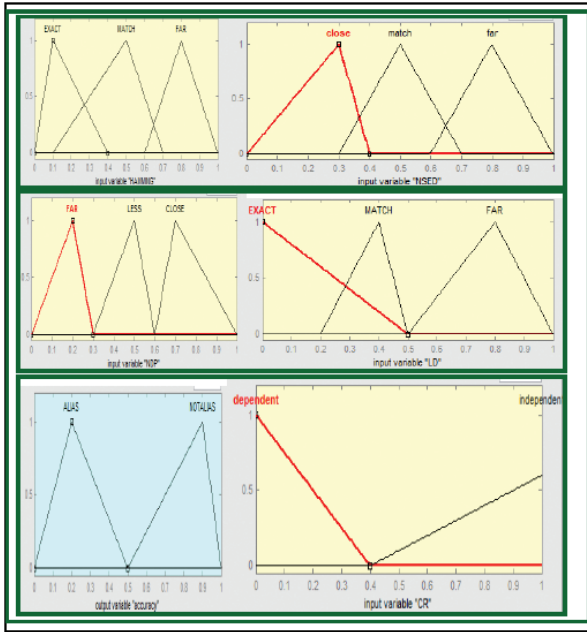 EXACT MATCH FAR
1
0.5
0
0 0.1 0.2 0.3 0.4 0.5 0.6 0.7 0.8 0.9 1
input variable "HAMMING"
close match far
1
0.5
0
0 0.1 0.2 0.3 0.4 0.5 0.6 0.7 0.8 0.9 1
input variable "NSED"
FAR LESS CLOSE
1
0.5
0
0 0.1 0.2 0.3 0.4 0.5 0.6 0.7 0.8 0.9 1
input variable "NDP"
EXACT MATCH FAR
1
0.5
0
0 0.1 0.2 0.3 0.4 0.5 0.6 0.7 0.8 0.9 1
input variable "LD"
ALIAS NOTALIAS
1
0.5
0
0 0.1 0.2 0.3 0.4 0.5 0.6 0.7 0.8 0.9 1
output variable "accuracy"
dependent independent
1
0.5
0
0 0.1 0.2 0.3 0.4 0.5 0.6 0.7 0.8 0.9 1
input variable "CR"